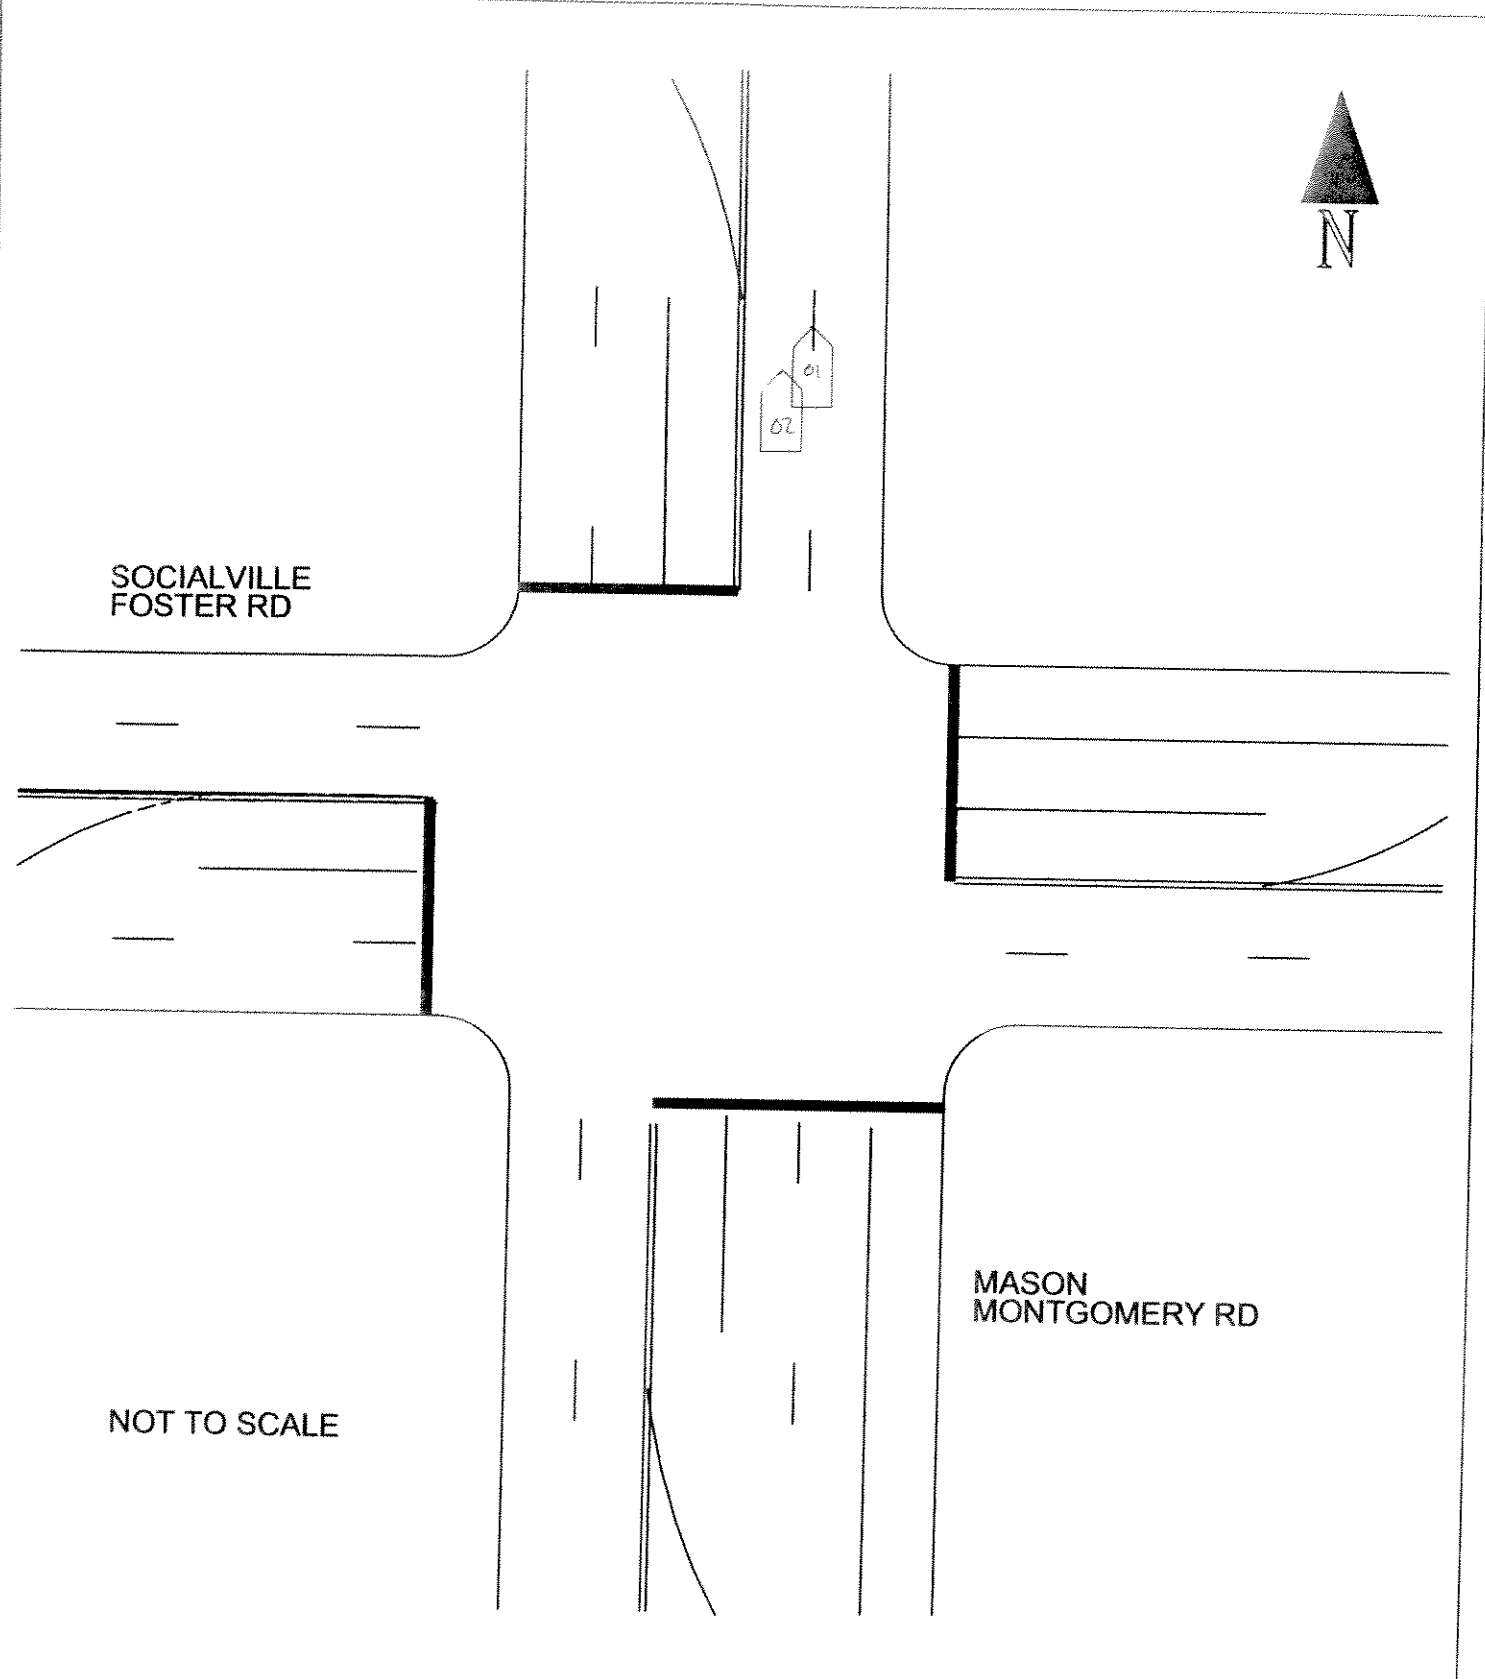 N
01
02
SOCIALVILLE
FOSTER RD
MASON
MONTGOMERY RD
NOT TO SCALE